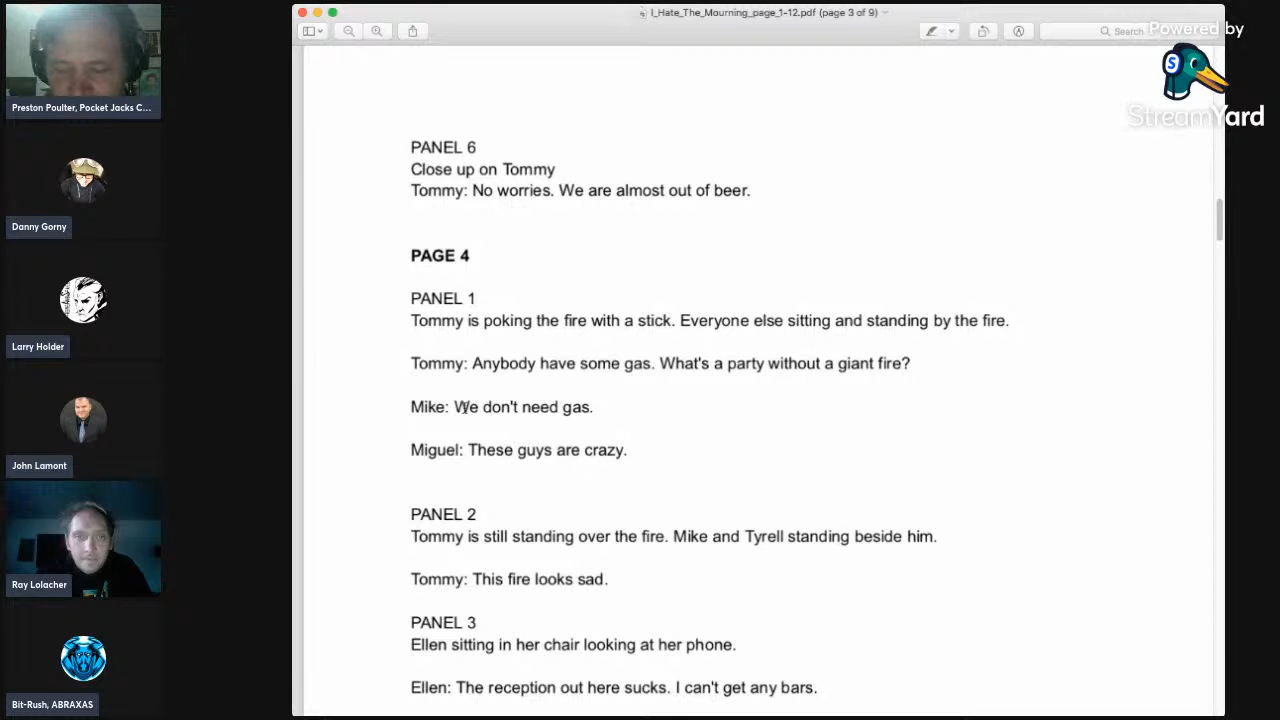 I_Hate_The_Mourning_page_1-12.pdf (page 3 of 9)
Search
Powered by
StreamYard
Preston Poulter, Pocket Jacks C...
Danny Gorny
Larry Holder
John Lamont
Ray Lolacher
Bit-Rush, ABRAXAS
PANEL 6
Close up on Tommy
Tommy: No worries. We are almost out of beer.
PAGE 4
PANEL 1
Tommy is poking the fire with a stick. Everyone else sitting and standing by the fire.
Tommy: Anybody have some gas. What's a party without a giant fire?
Mike: We don't need gas.
Miguel: These guys are crazy.
PANEL 2
Tommy is still standing over the fire. Mike and Tyrell standing beside him.
Tommy: This fire looks sad.
PANEL 3
Ellen sitting in her chair looking at her phone.
Ellen: The reception out here sucks. I can't get any bars.